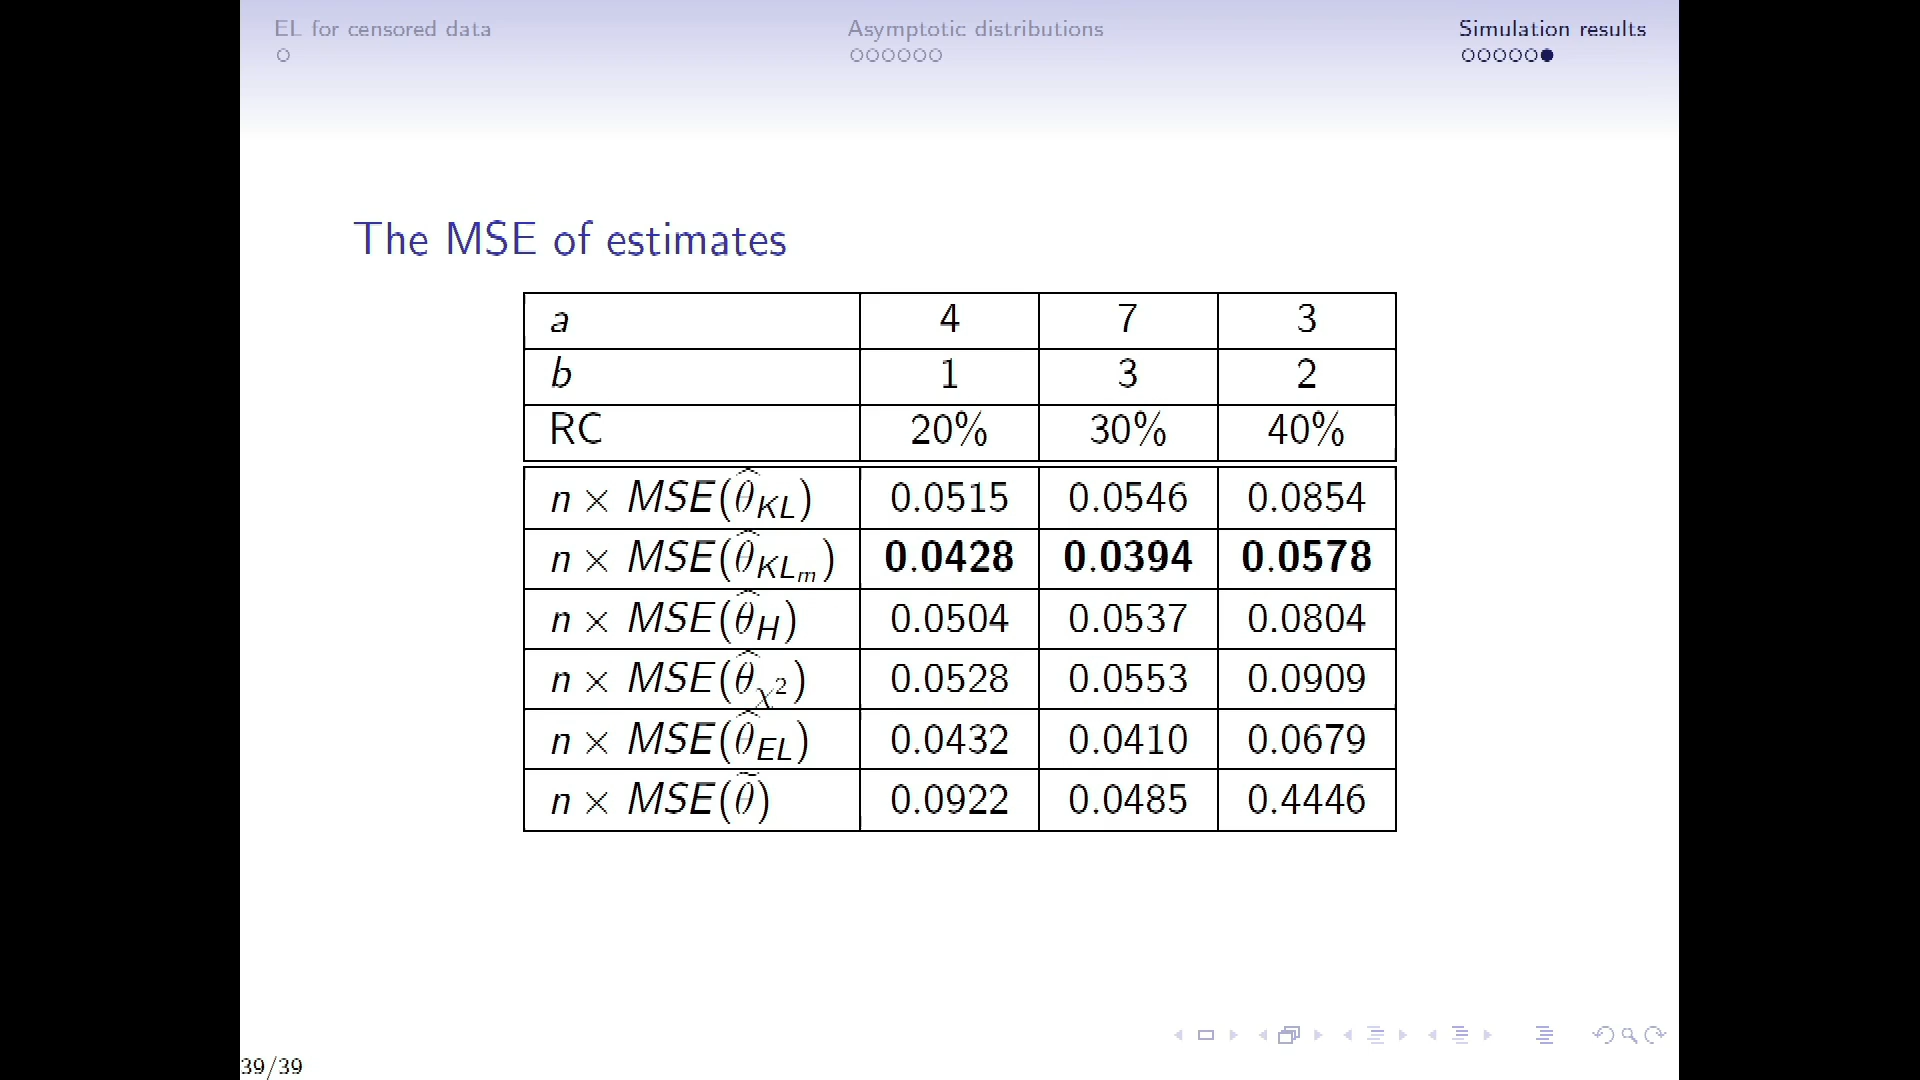 EL for censored data Asymptotic distributions Simulation results
The MSE of estimates
a 4 7 3
b 1 3 2
RC 20% 30% 40%
n × MSE(θ̂_KL) 0.0515 0.0546 0.0854
n × MSE(θ̂_KL_m) 0.0428 0.0394 0.0578
n × MSE(θ̂_H) 0.0504 0.0537 0.0804
n × MSE(θ̂_χ²) 0.0528 0.0553 0.0909
n × MSE(θ̂_EL) 0.0432 0.0410 0.0679
n × MSE(θ̃) 0.0922 0.0485 0.4446
39/39